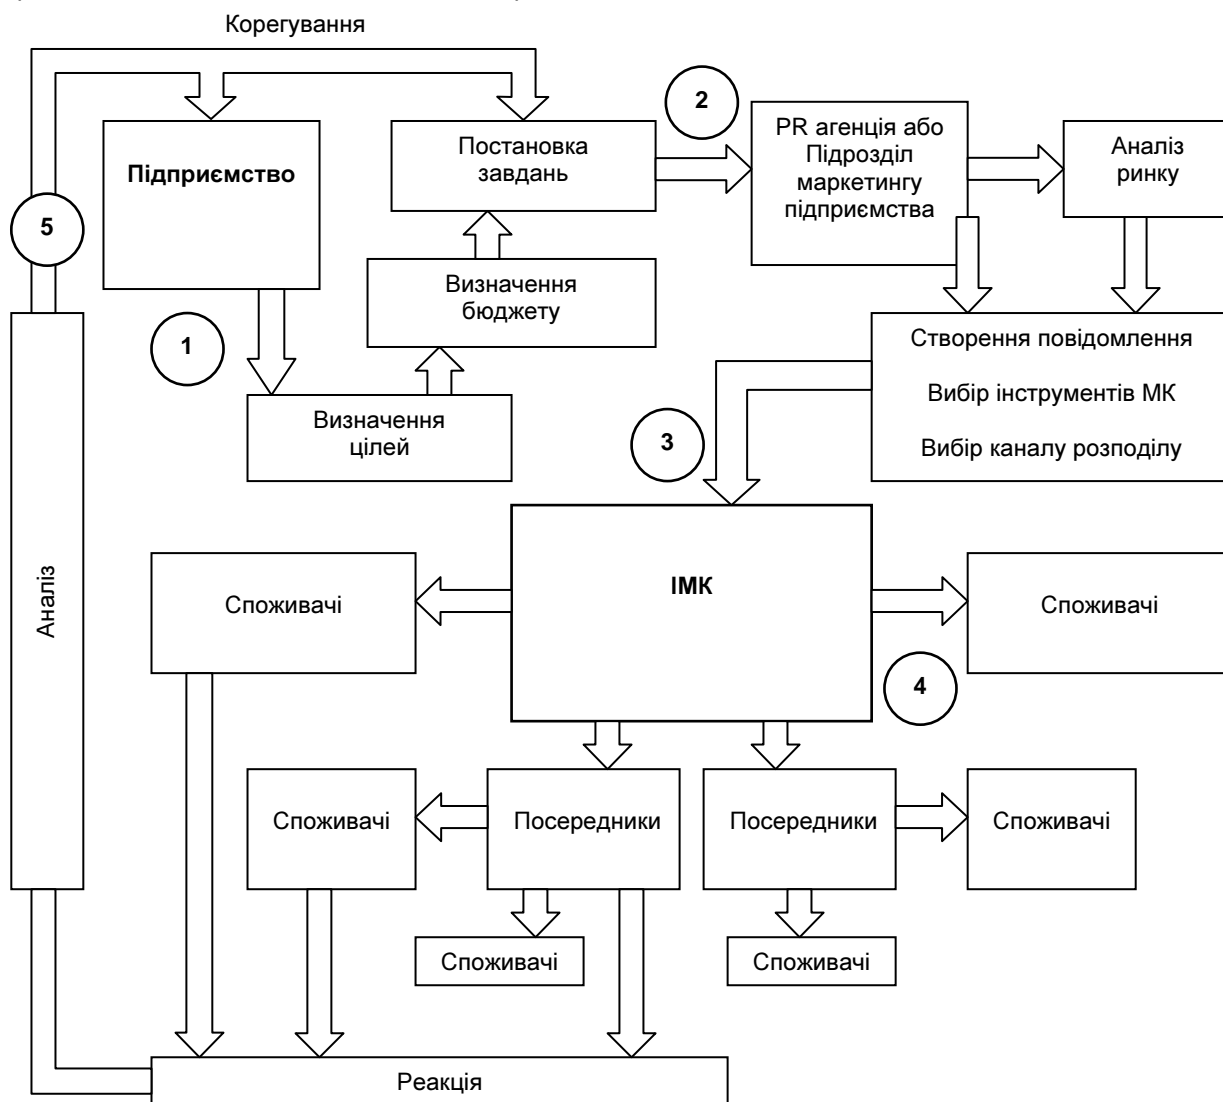 Корегування
2
PR агенція або
Підрозділ
маркетингу
підприємства
Аналіз
ринку
Постановка
завдань
Підприємство
5
Визначення
бюджету
1
Створення повідомлення
Вибір інструментів МК
Вибір каналу розподілу
Визначення
цілей
3
Аналіз
ІМК
Споживачі
Споживачі
4
Споживачі
Посередники
Посередники
Споживачі
Споживачі
Споживачі
Реакція